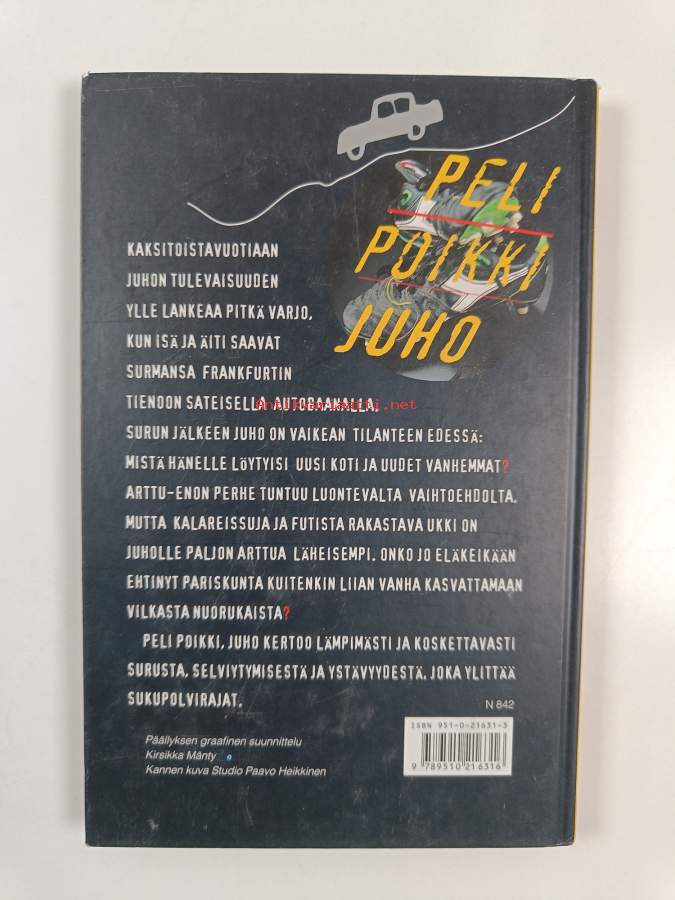 PELI
POIKKI
JUHO
KAKSITOISTAVUOTIAAN
JUHON TULEVAISUUDEN
YLLE LANKEAA PITKÄ VARJO,
KUN ISÄ JA ÄITI SAAVAT
SURMANSA FRANKFURTIN
TIENOON SATEISELLA AUTOBAANALLA.
Antikvariaatti.net
SURUN JÄLKEEN JUHO ON VAIKEAN TILANTEEN EDESSÄ:
MISTÄ HÄNELLE LÖYTYISI UUSI KOTI JA UUDET VANHEMMAT?
ARTTU-ENON PERHE TUNTUU LUONTEVALTA VAIHTOEHDOLTA.
MUTTA KALAREISSUJA JA FUTISTA RAKASTAVA UKKI ON
JUHOLLE PALJON ARTTUA LÄHEISEMPI. ONKO JO ELÄKEIKÄÄN
EHTINYT PARISKUNTA KUITENKIN LIIAN VANHA KASVATTAMAAN
VILKASTA NUORUKAISTA?
PELI POIKKI, JUHO KERTOO LÄMPIMÄSTI JA KOSKETTAVASTI
SURUSTA, SELVIYTYMISESTÄ JA YSTÄVYYDESTÄ, JOKA YLITTÄÄ
SUKUPOLVIRAJAT.
N 842
ISBN 951-0-21631-3
9 789510 216316
Päällyksen graafinen suunnittelu
Kirsikka Mänty
Kannen kuva Studio Paavo Heikkinen